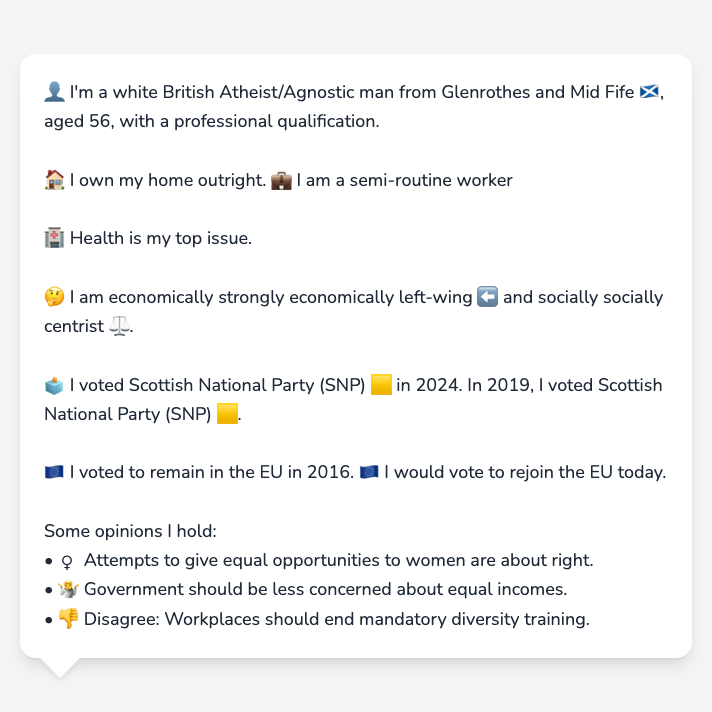 👤 I'm a white British Atheist/Agnostic man from Glenrothes and Mid Fife 🏴󠁧󠁢󠁳󠁣󠁴󠁿,
aged 56, with a professional qualification.
🏠 I own my home outright. 💼 I am a semi-routine worker
🏥 Health is my top issue.
🤔 I am economically strongly economically left-wing ⬅️ and socially socially
centrist ⚖️.
🗳️ I voted Scottish National Party (SNP) 🟨 in 2024. In 2019, I voted Scottish
National Party (SNP) 🟨.
🇪🇺 I voted to remain in the EU in 2016. 🇪🇺 I would vote to rejoin the EU today.
Some opinions I hold:
• ♀ Attempts to give equal opportunities to women are about right.
• 🤷‍♂️ Government should be less concerned about equal incomes.
• 👎 Disagree: Workplaces should end mandatory diversity training.